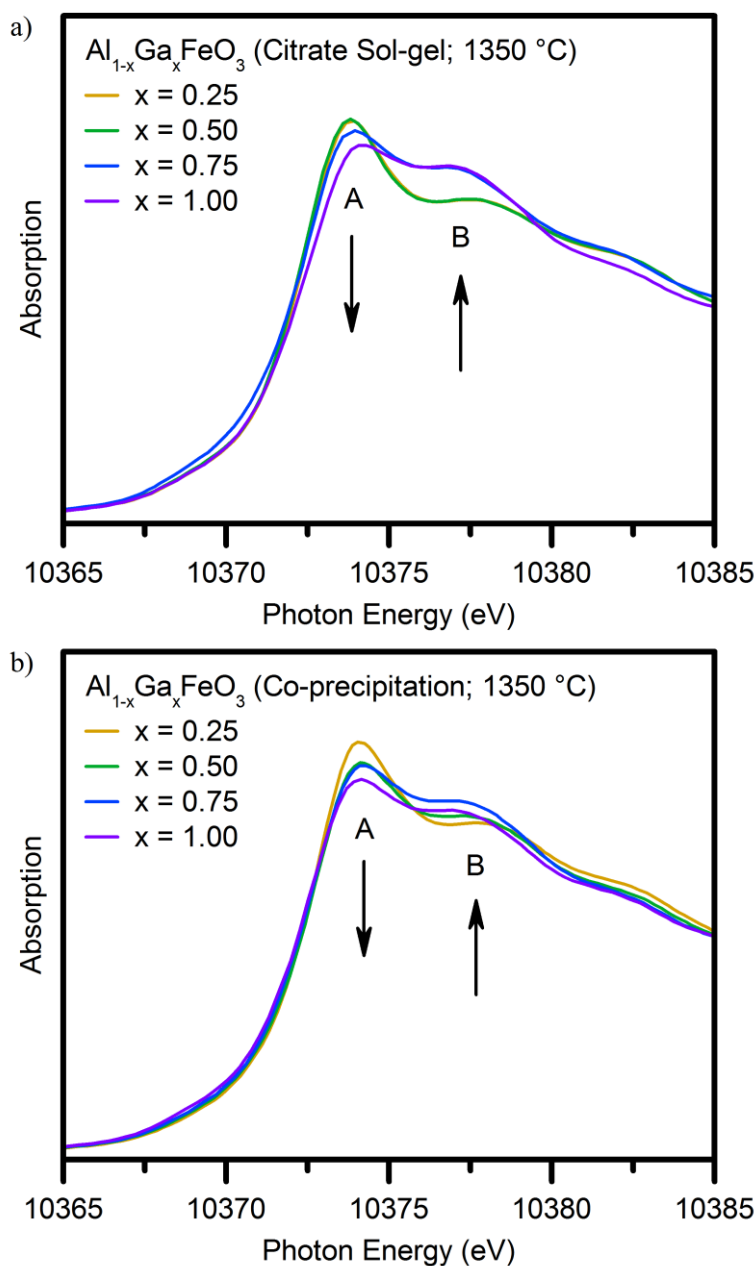 a)
Al₁₋ₓGaₓFeO₃ (Citrate Sol-gel; 1350 °C)
x = 0.25
x = 0.50
x = 0.75
x = 1.00
A
B
Absorption
10365 10370 10375 10380 10385
Photon Energy (eV)
b)
Al₁₋ₓGaₓFeO₃ (Co-precipitation; 1350 °C)
x = 0.25
x = 0.50
x = 0.75
x = 1.00
A
B
Absorption
10365 10370 10375 10380 10385
Photon Energy (eV)